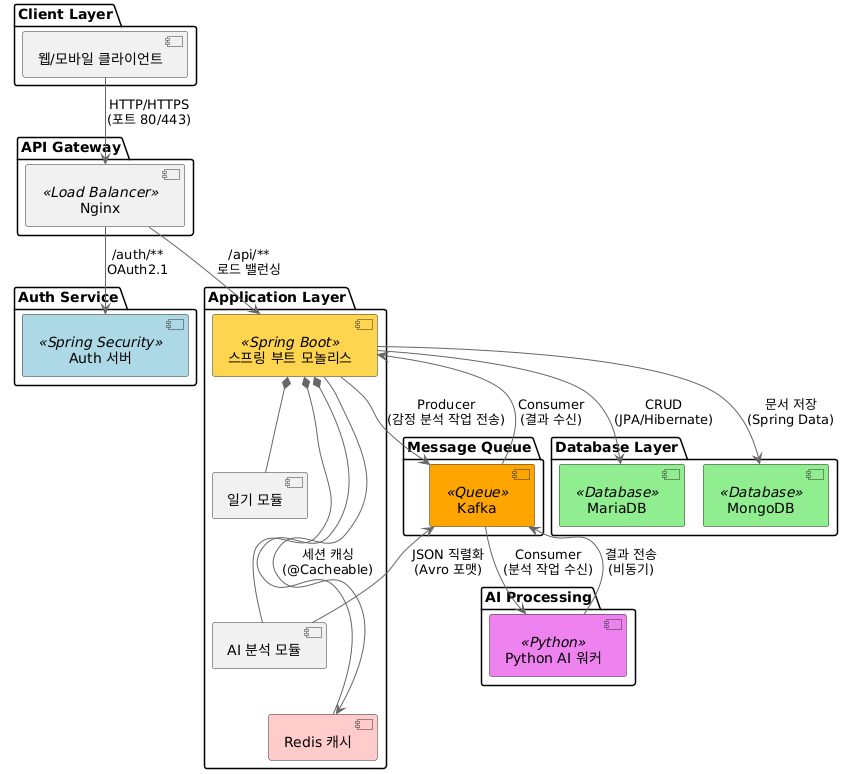 Client Layer
웹/모바일 클라이언트
HTTP/HTTPS
(포트 80/443)
API Gateway
«Load Balancer»
Nginx
/auth/**
OAuth2.1
/api/**
로드 밸런싱
Auth Service
«Spring Security»
Auth 서버
Application Layer
«Spring Boot»
스프링 부트 모놀리스
Producer
(감정 분석 작업 전송)
Consumer
(결과 수신)
CRUD
(JPA/Hibernate)
문서 저장
(Spring Data)
Message Queue
«Queue»
Kafka
Database Layer
«Database»
MariaDB
«Database»
MongoDB
일기 모듈
세션 캐싱
(@Cacheable)
JSON 직렬화
(Avro 포맷)
Consumer
(분석 작업 수신)
결과 전송
(비동기)
AI Processing
«Python»
Python AI 워커
AI 분석 모듈
Redis 캐시